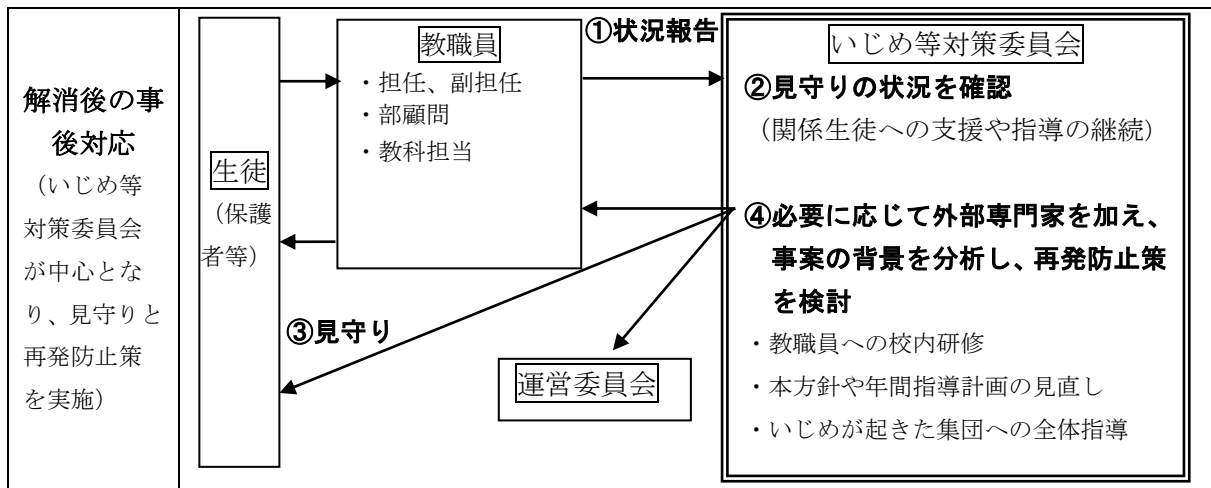 解消後の事
後対応
（いじめ等
対策委員会
が中心とな
り、見守りと
再発防止策
を実施）
生徒
（保護
者等）
教職員
・担任、副担任
・部顧問
・教科担当
①状況報告
③見守り
運営委員会
いじめ等対策委員会
②見守りの状況を確認
（関係生徒への支援や指導の継続）
④必要に応じて外部専門家を加え、
事案の背景を分析し、再発防止策
を検討
・教職員への校内研修
・本方針や年間指導計画の見直し
・いじめが起きた集団への全体指導